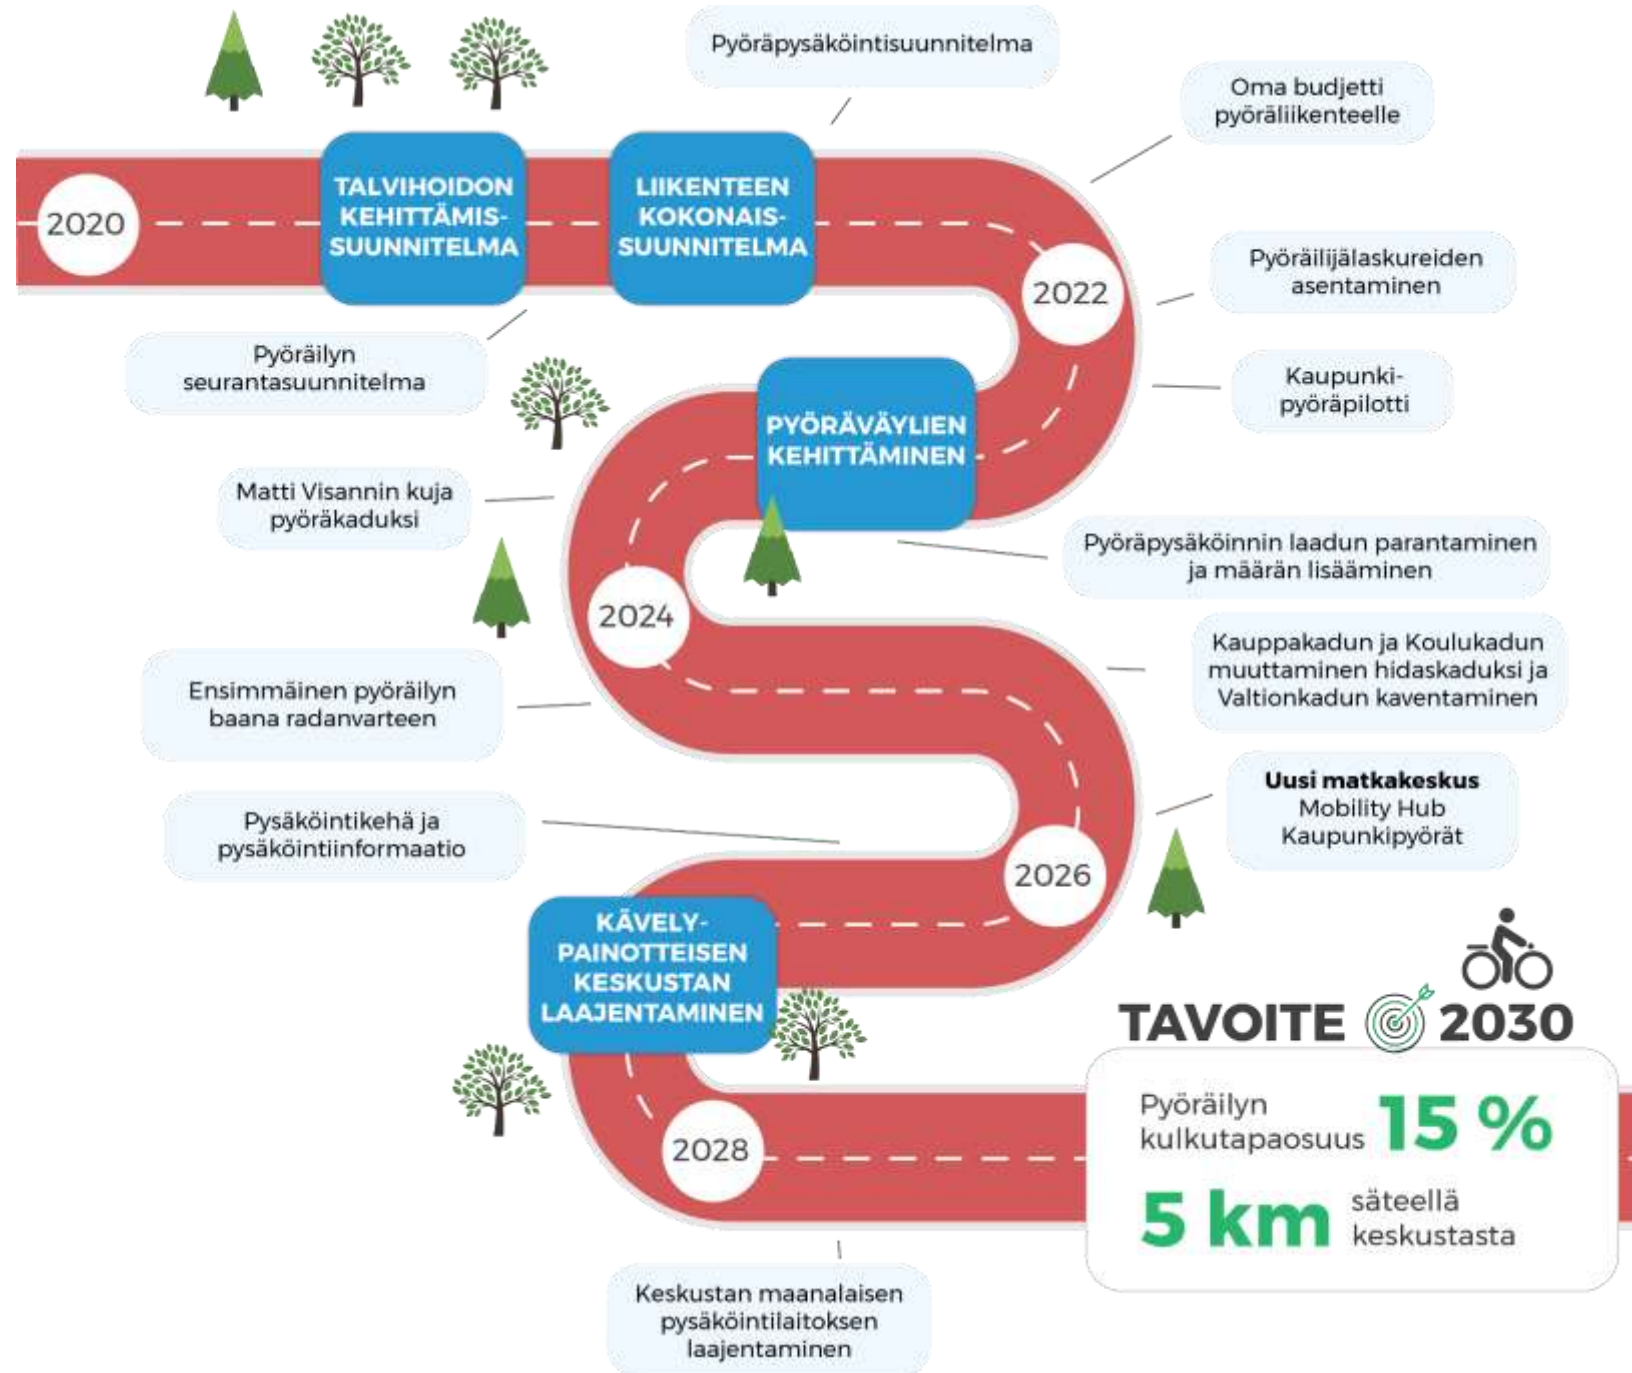 Pyöräpysäköintisuunnitelma
Oma budjetti
pyöräliikenteelle
2020
TALVIHOIDON
KEHITTÄMIS-
SUUNNITELMA
LIIKENTEEN
KOKONAIS-
SUUNNITELMA
2022
Pyöräilijälaskureiden
asentaminen
Pyöräilyn
seurantasuunnitelma
Kaupunki-
pyöräpilotti
PYÖRÄVÄYLIEN
KEHITTÄMINEN
Matti Visannin kuja
pyöräkaduksi
Pyöräpysäköinnin laadun parantaminen
ja määrän lisääminen
2024
Kauppakadun ja Koulukadun
muuttaminen hidaskaduksi ja
Valtionkadun kaventaminen
Ensimmäinen pyöräilyn
baana radanvarteen
Uusi matkakeskus
Mobility Hub
Kaupunkipyörät
Pysäköintikehä ja
pysäköintiinformaatio
2026
KÄVELY-
PAINOTTEISEN
KESKUSTAN
LAAJENTAMINEN
TAVOITE 2030
Pyöräilyn
kulkutapaosuus 15 %
5 km säteellä
keskustasta
2028
Keskustan maanalaisen
pysäköintilaitoksen
laajentaminen